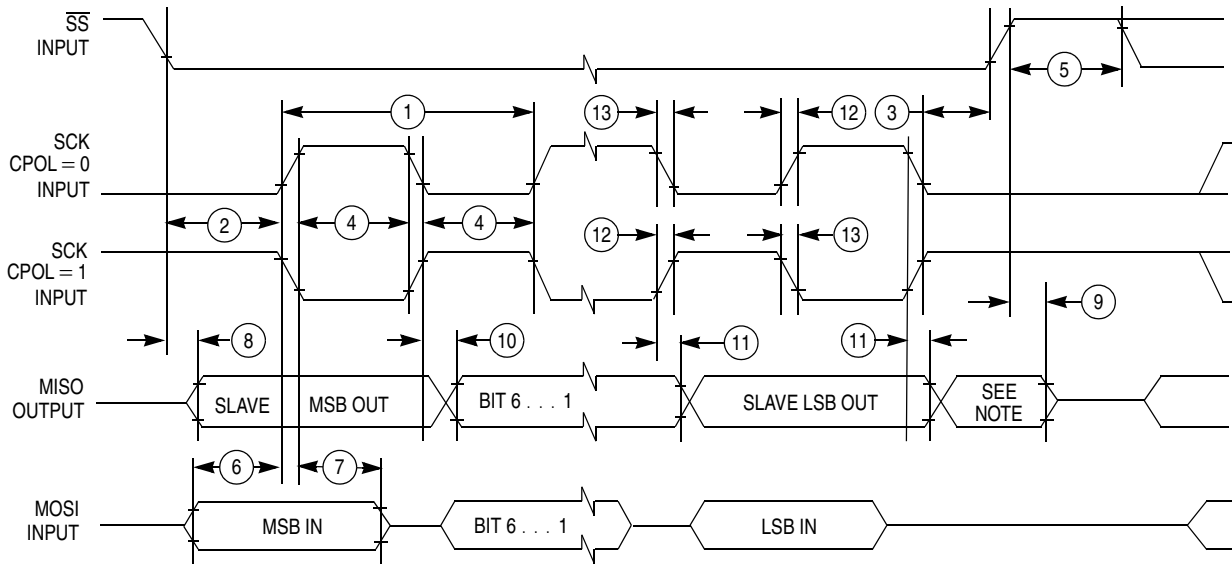 SS
INPUT
5
1
13
12
3
SCK
CPOL = 0
INPUT
2
4
4
SCK
CPOL = 1
INPUT
12
13
9
8
10
11
11
MISO
OUTPUT
SLAVE
MSB OUT
BIT 6 . . . 1
SLAVE LSB OUT
SEE
NOTE
6
7
MOSI
INPUT
MSB IN
BIT 6 . . . 1
LSB IN